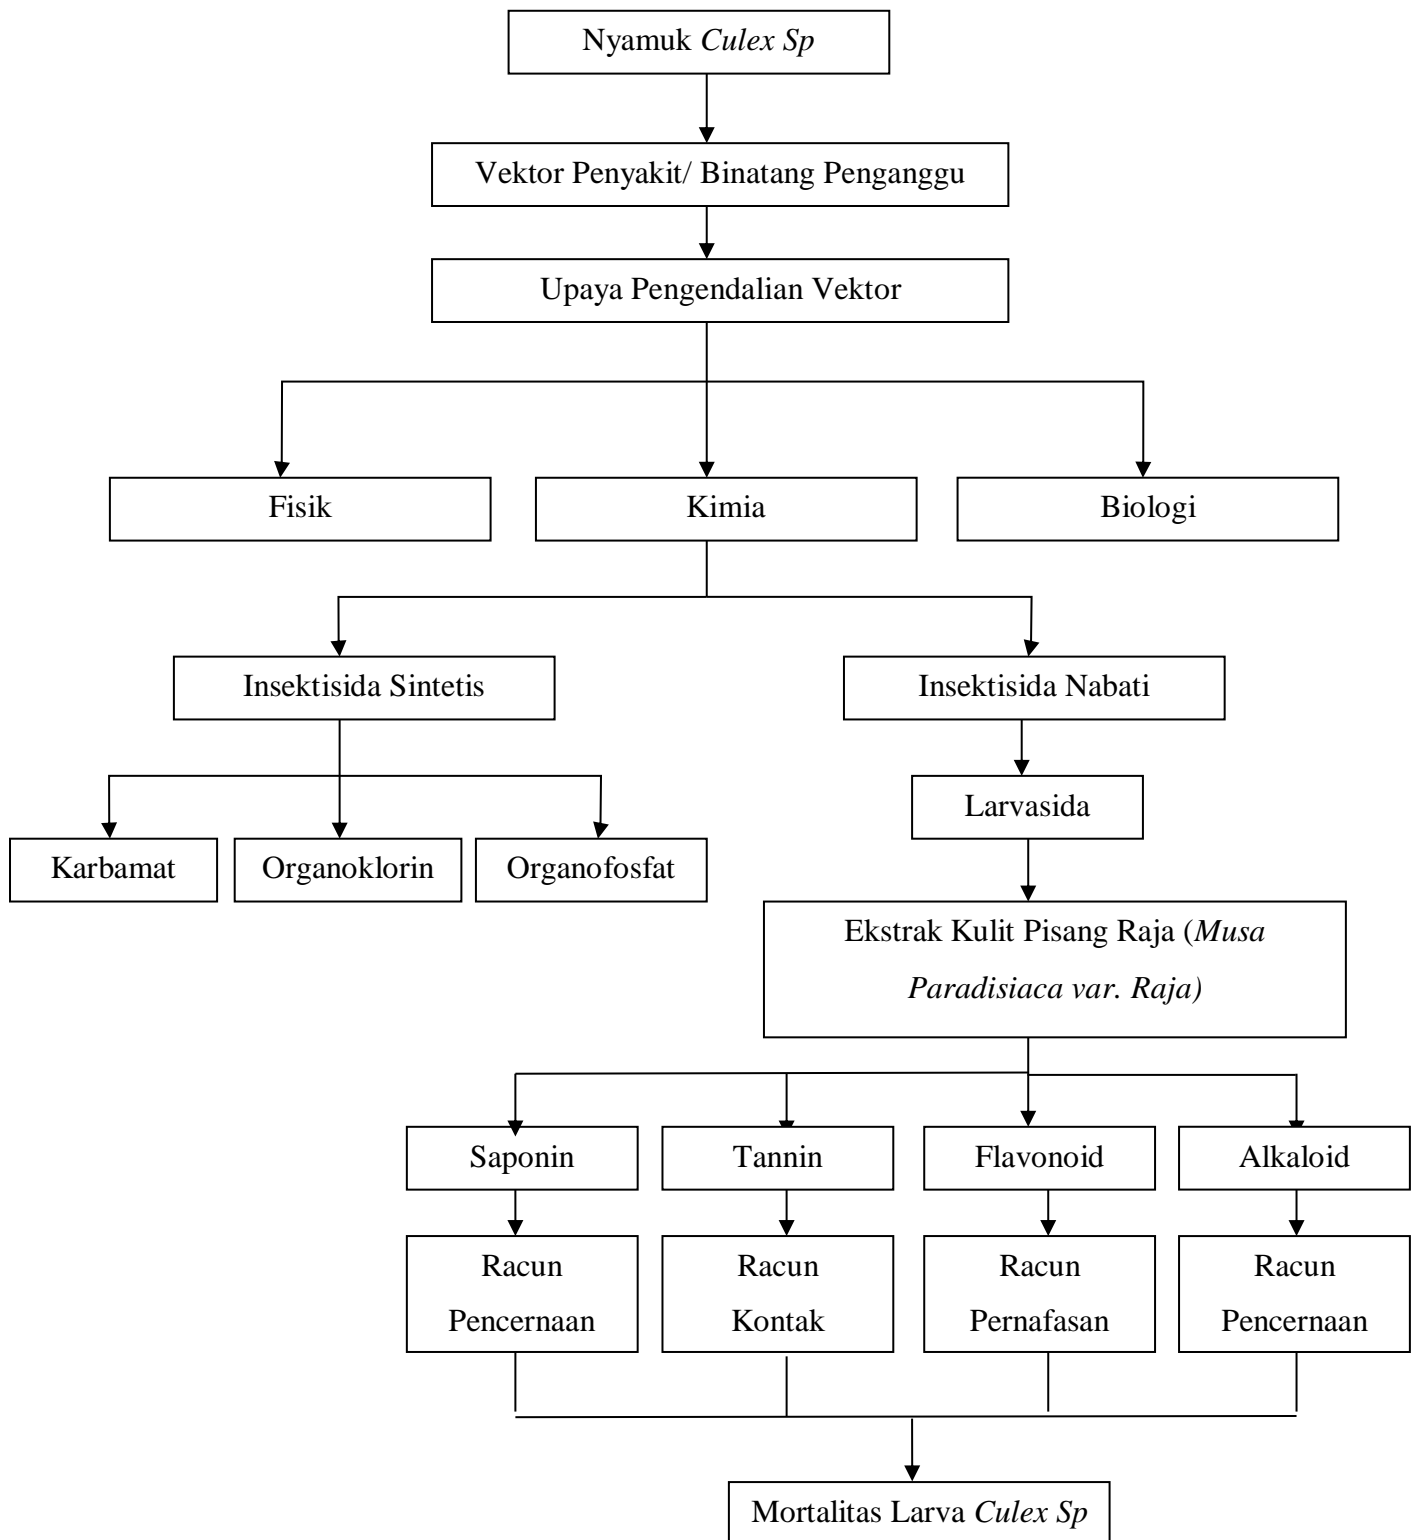 Nyamuk Culex Sp
Vektor Penyakit/ Binatang Penganggu
Upaya Pengendalian Vektor
Fisik
Kimia
Biologi
Insektisida Sintetis
Insektisida Nabati
Larvasida
Karbamat
Organoklorin
Organofosfat
Ekstrak Kulit Pisang Raja (Musa
Paradisiaca var. Raja)
Saponin
Tannin
Flavonoid
Alkaloid
Racun
Pencernaan
Racun
Kontak
Racun
Pernafasan
Racun
Pencernaan
Mortalitas Larva Culex Sp